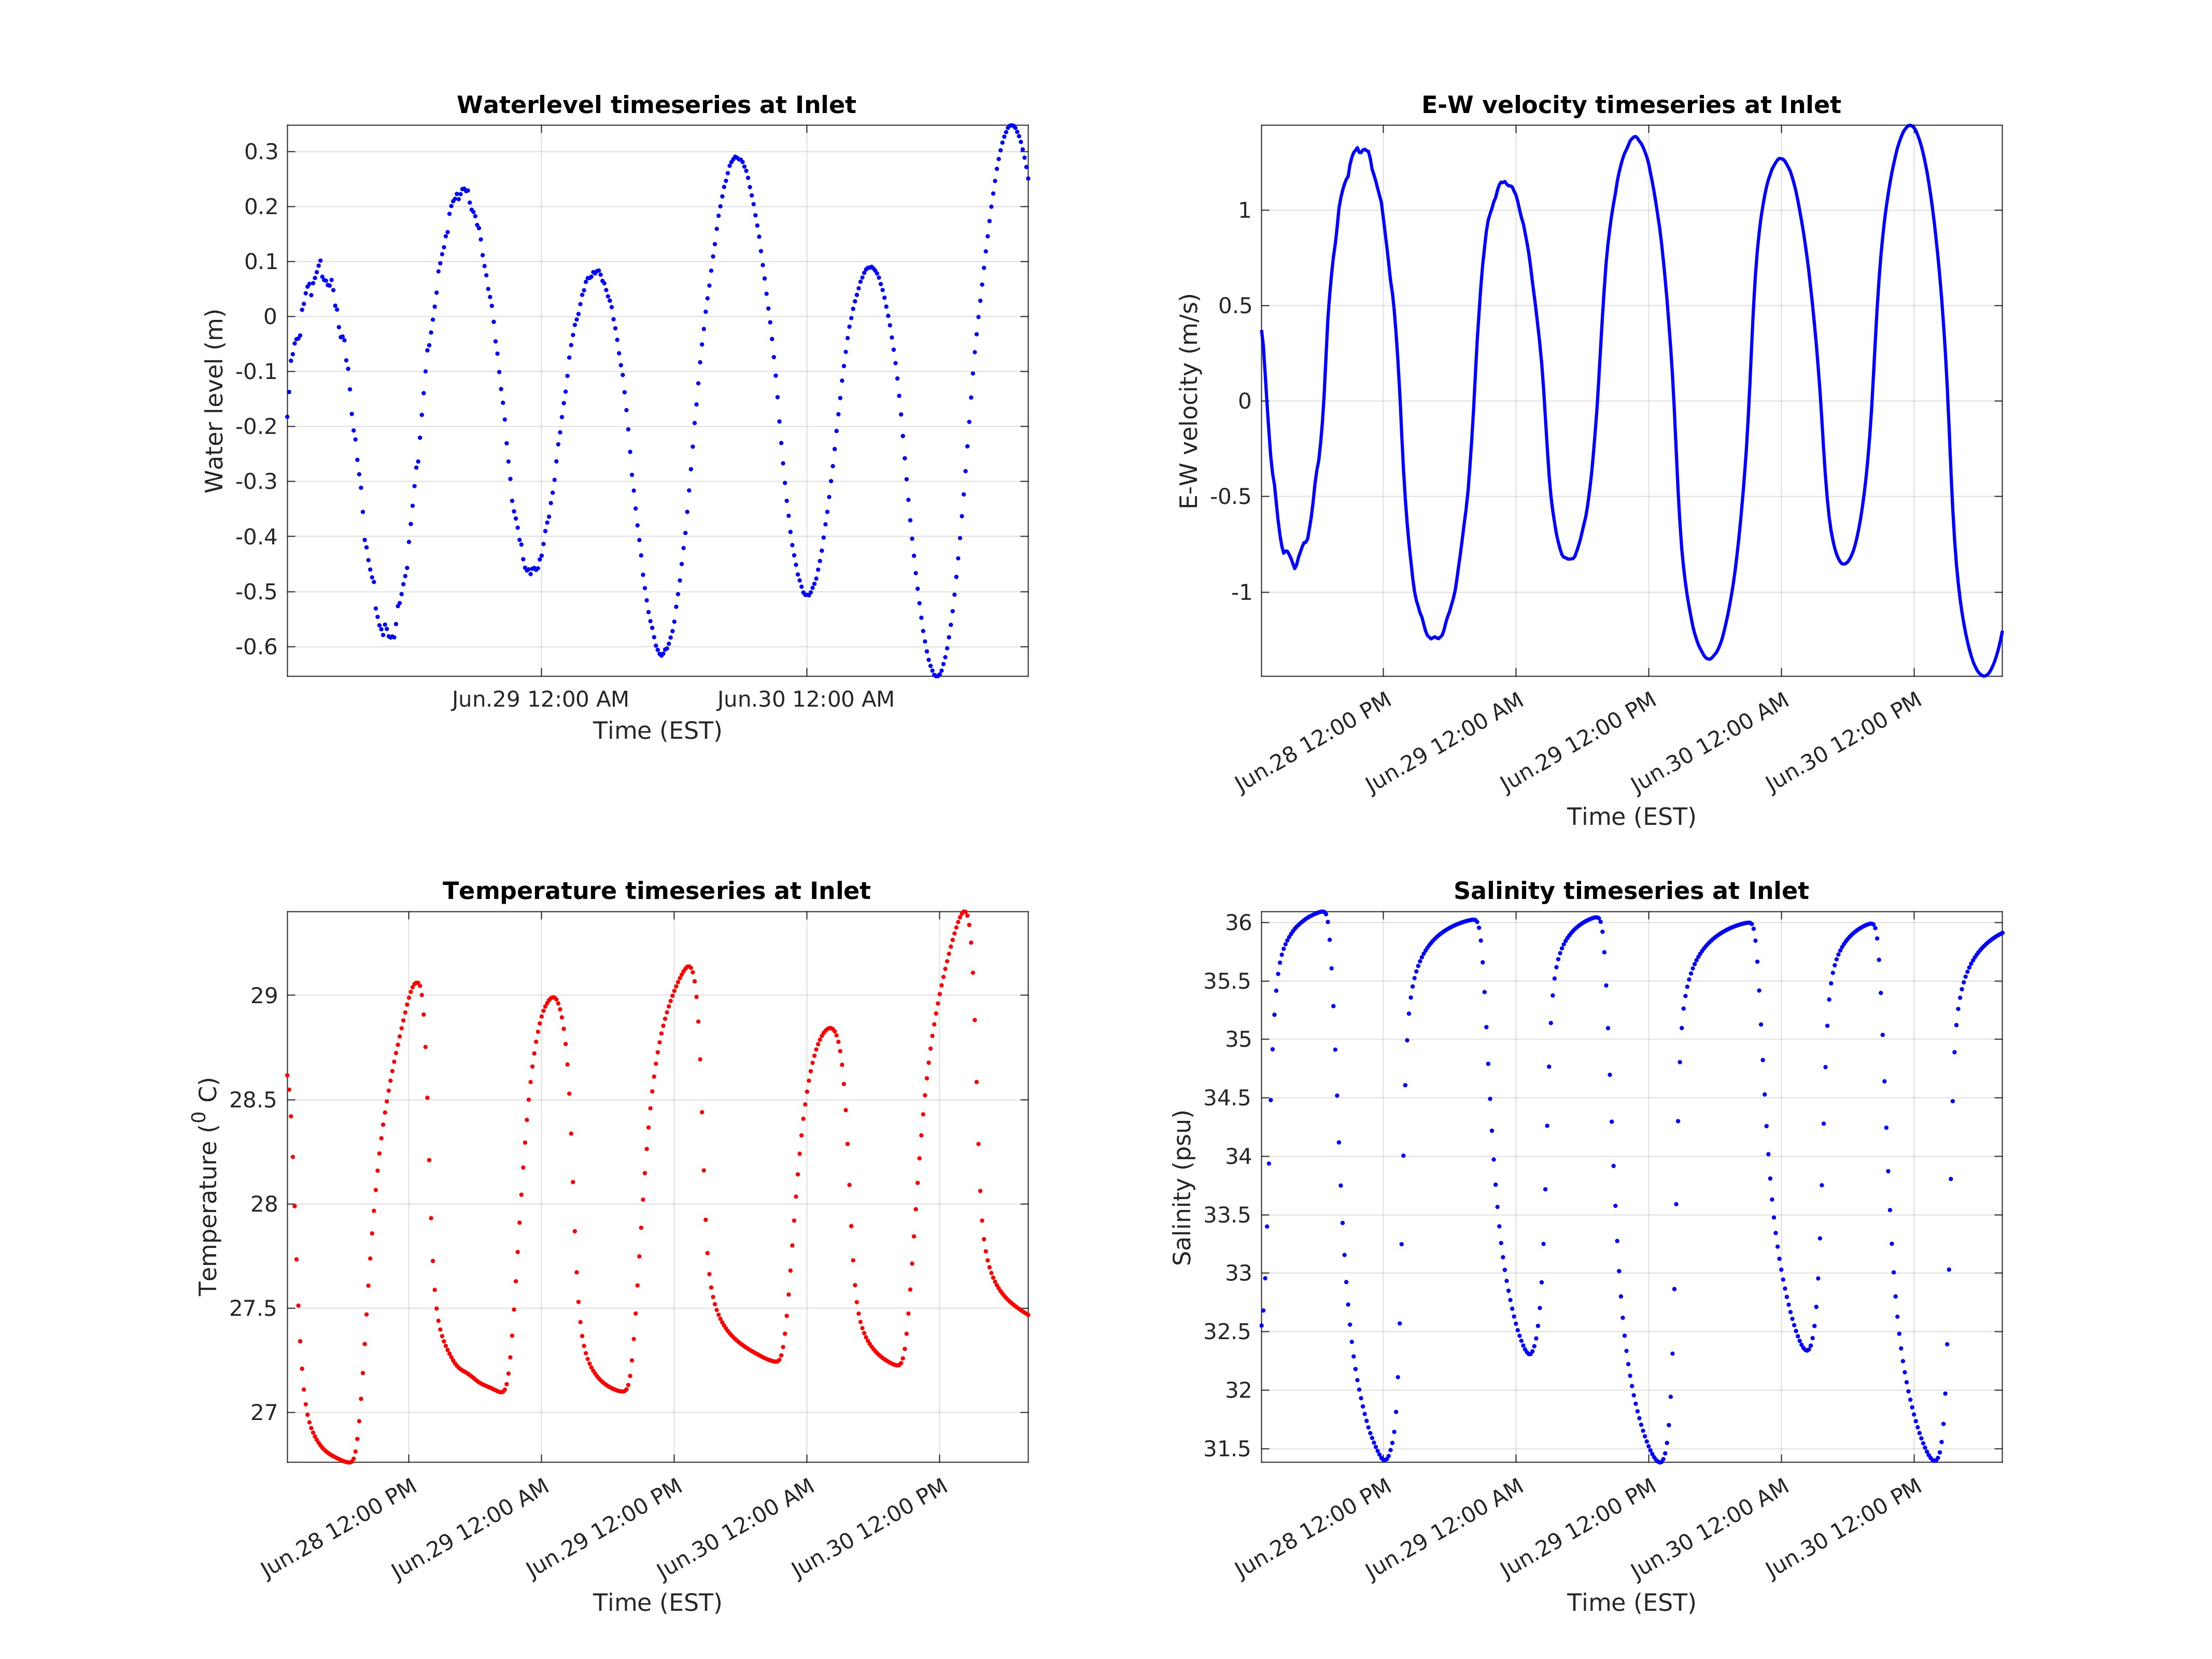 Waterlevel timeseries at Inlet
0.3
0.2
0.1
0
-0.1
-0.2
-0.3
-0.4
-0.5
-0.6
Water level (m)
Jun.29 12:00 AM
Jun.30 12:00 AM
Time (EST)
E-W velocity timeseries at Inlet
1
0.5
0
-0.5
-1
E-W velocity (m/s)
Jun.28 12:00 PM
Jun.29 12:00 AM
Jun.29 12:00 PM
Jun.30 12:00 AM
Jun.30 12:00 PM
Time (EST)
Temperature timeseries at Inlet
29
28.5
28
27.5
27
Temperature (⁰ C)
Jun.28 12:00 PM
Jun.29 12:00 AM
Jun.29 12:00 PM
Jun.30 12:00 AM
Jun.30 12:00 PM
Time (EST)
Salinity timeseries at Inlet
36
35.5
35
34.5
34
33.5
33
32.5
32
31.5
Salinity (psu)
Jun.28 12:00 PM
Jun.29 12:00 AM
Jun.29 12:00 PM
Jun.30 12:00 AM
Jun.30 12:00 PM
Time (EST)